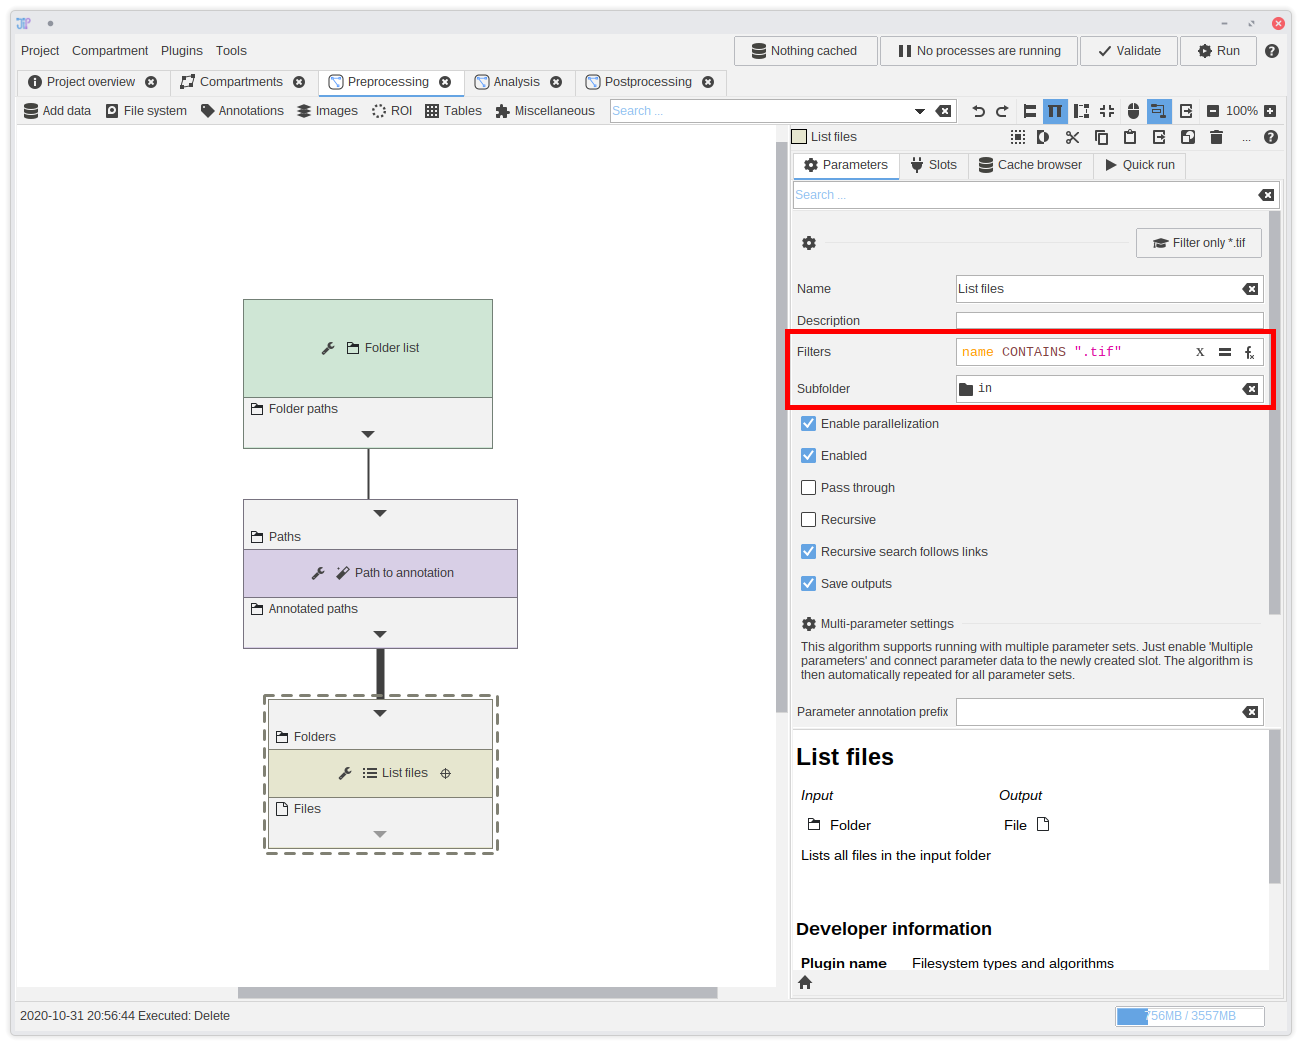 Project Compartment Plugins Tools
Nothing cached
No processes are running
Validate
Run
Project overview
Compartments
Preprocessing
Analysis
Postprocessing
Add data
File system
Annotations
Images
ROI
Tables
Miscellaneous
Search ...
100%
List files
...
Parameters
Slots
Cache browser
Quick run
Search ...
Filter only *.tif
Name
List files
Description
Filters
name CONTAINS ".tif"
X
Subfolder
in
Enable parallelization
Enabled
Pass through
Recursive
Recursive search follows links
Save outputs
Multi-parameter settings
This algorithm supports running with multiple parameter sets. Just enable 'Multiple
parameters' and connect parameter data to the newly created slot. The algorithm is
then automatically repeated for all parameter sets.
Parameter annotation prefix
Folder list
Folder paths
Paths
Path to annotation
Annotated paths
Folders
List files
Files
List files
Input
Output
Folder
File
Lists all files in the input folder
Developer information
Plugin name
Filesystem types and algorithms
2020-10-31 20:56:44 Executed: Delete
756MB / 3557MB